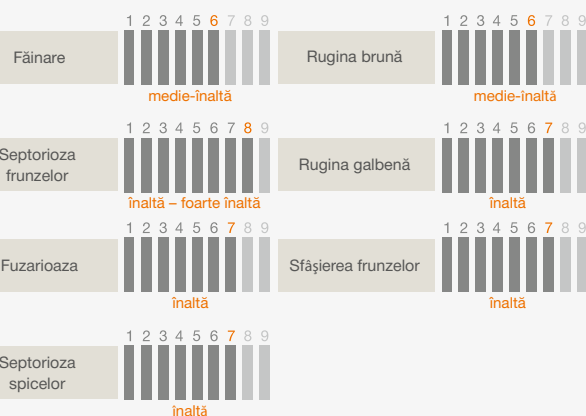 1 2 3 4 5 6 7 8 9
Făinare
medie-înaltă
1 2 3 4 5 6 7 8 9
Rugina brună
medie-înaltă
1 2 3 4 5 6 7 8 9
Septorioza
frunzelor
înaltă – foarte înaltă
1 2 3 4 5 6 7 8 9
Rugina galbenă
înaltă
1 2 3 4 5 6 7 8 9
Fuzarioaza
înaltă
1 2 3 4 5 6 7 8 9
Sfâșierea frunzelor
înaltă
1 2 3 4 5 6 7 8 9
Septorioza
spicelor
înaltă